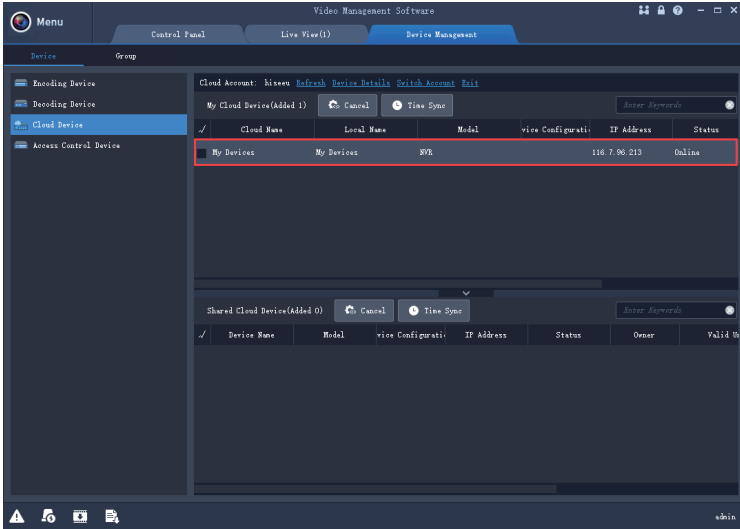 Video Management Software
Menu
Control Panel
Live View(1)
Device Management
Device
Group
Encoding Device
Decoding Device
Cloud Device
Access Control Device
Cloud Account: hiseeu Refresh Device Details Switch Account Exit
My Cloud Device(Added 1) Cancel Time Sync Enter Keywords
Cloud Name Local Name Model vice Configurati IP Address Status
My Devices My Devices NVR 116.7.96.213 Online
Shared Cloud Device(Added 0) Cancel Time Sync Enter Keywords
Device Name Model vice Configurati IP Address Status Owner Valid
admin